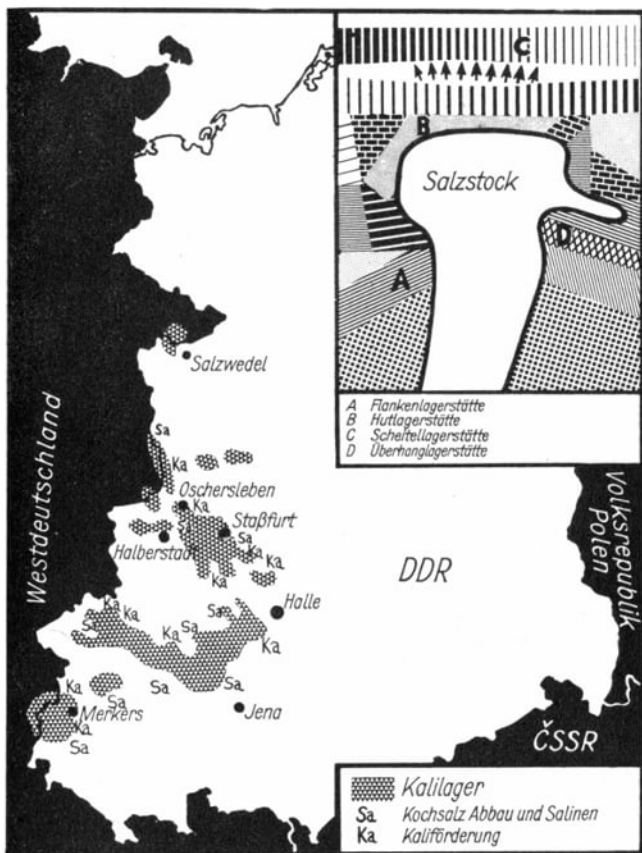 C
B
Salzstock
D
A
A Flankenlagerstätte
B Hutlagerstätte
C Scheitellagerstätte
D Überhanglagerstätte
Salzwedel
Westdeutschland
Volksrepublik
Polen
Sa
Ka
Oschersleben
Ka
Sa
Staßfurt
Halberstadt
Sa
Ka
Ka
Ka
DDR
Halle
Ka
Ka
Sa
Sa
Ka
Sa
Ka
Ka
Sa
Sa
Sa
Merkers
Ka
Sa
Jena
ČSSR
Kalilager
Sa Kochsalz Abbau und Salinen
Ka Kaliförderung